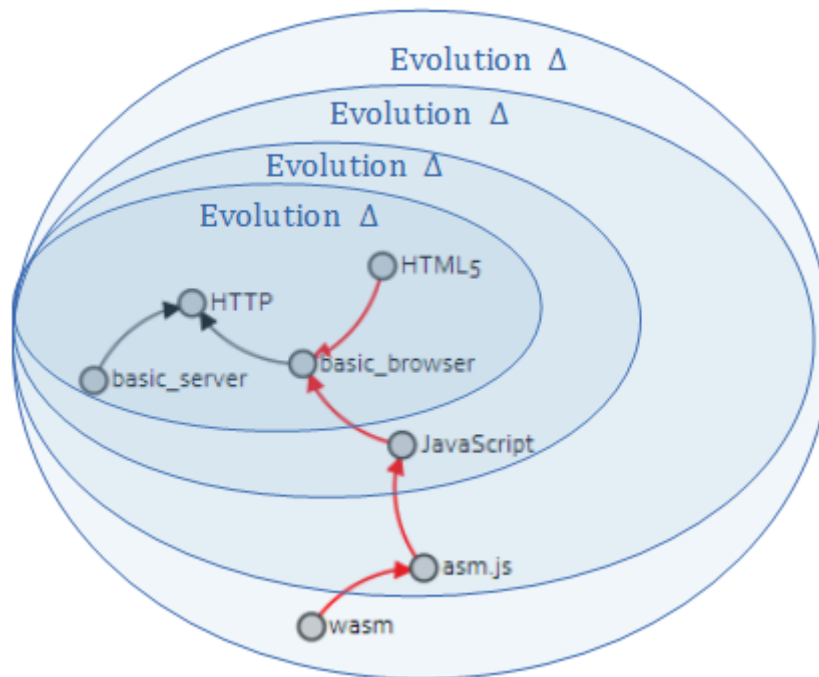 Evolution Δ
Evolution Δ
Evolution Δ
Evolution Δ
HTML5
HTTP
basic_browser
basic_server
JavaScript
asm.js
wasm